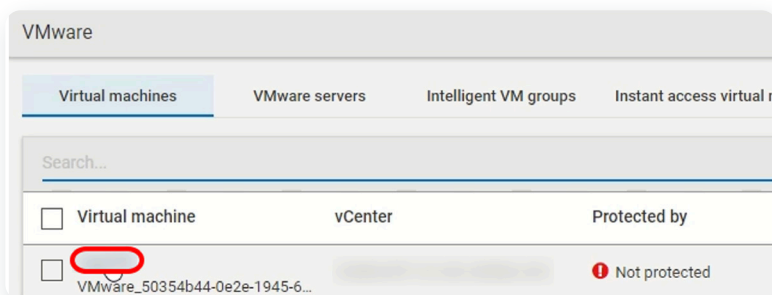 VMware
Virtual machines VMware servers Intelligent VM groups Instant access virtual
Search...
Virtual machine vCenter Protected by
Not protected
VMware_50354b44-0e2e-1945-6...